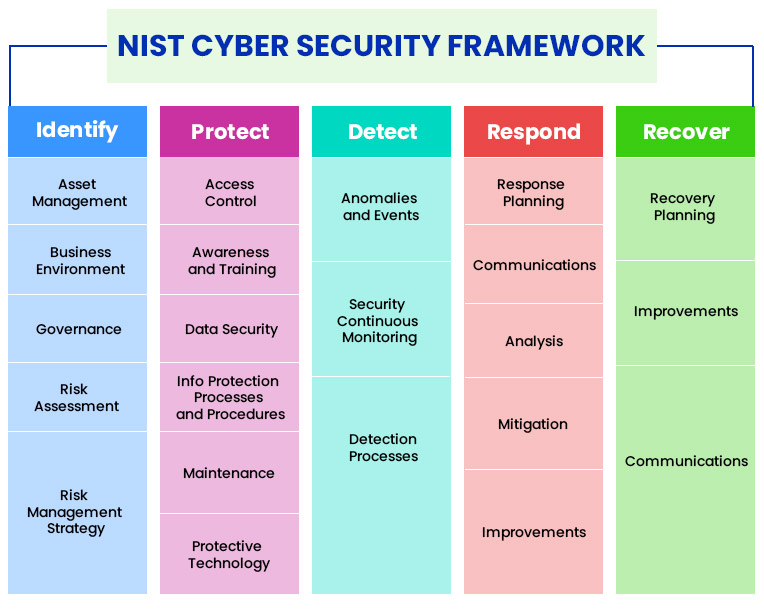 NIST CYBER SECURITY FRAMEWORK
Identify
Asset
Management
Business
Environment
Governance
Risk
Assessment
Risk
Management
Strategy
Protect
Access
Control
Awareness
and Training
Data Security
Info Protection
Processes
and Procedures
Maintenance
Protective
Technology
Detect
Anomalies
and Events
Security
Continuous
Monitoring
Detection
Processes
Respond
Response
Planning
Communications
Analysis
Mitigation
Improvements
Recover
Recovery
Planning
Improvements
Communications